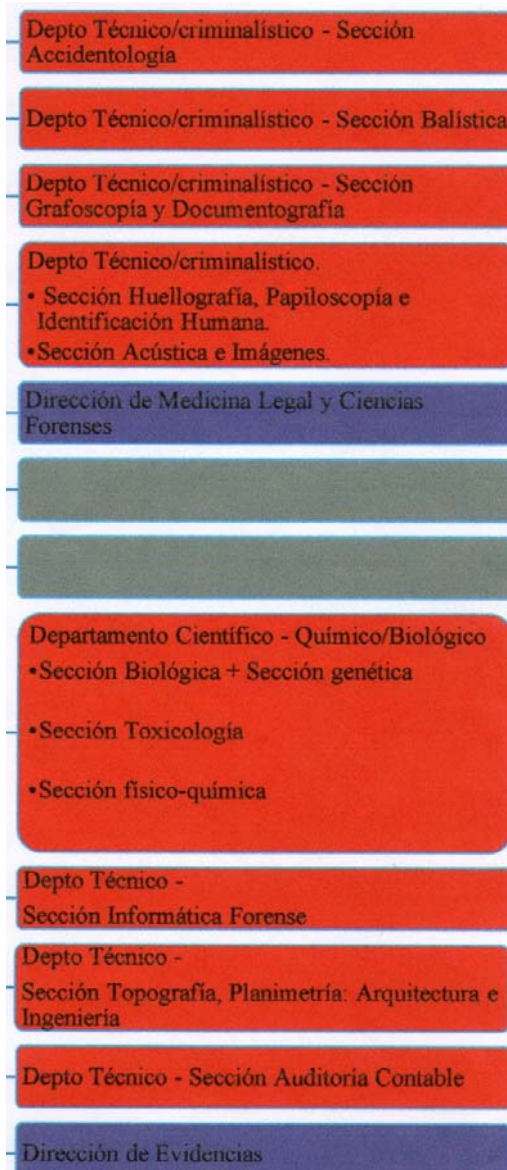 Depto Técnico/criminalístico - Sección
Accidentología
Depto Técnico/criminalístico - Sección Balística
Depto Técnico/criminalístico - Sección
Grafoscopía y Documentografía
Depto Técnico/criminalístico.
• Sección Huellografía, Papiloscopía e
Identificación Humana.
•Sección Acústica e Imágenes.
Dirección de Medicina Legal y Ciencias
Forenses
Departamento Científico - Químico/Biológico
•Sección Biológica + Sección genética
•Sección Toxicología
•Sección físico-química
Depto Técnico -
Sección Informática Forense
Depto Técnico -
Sección Topografía, Planimetría: Arquitectura e
Ingeniería
Depto Técnico - Sección Auditoría Contable
Dirección de Evidencias